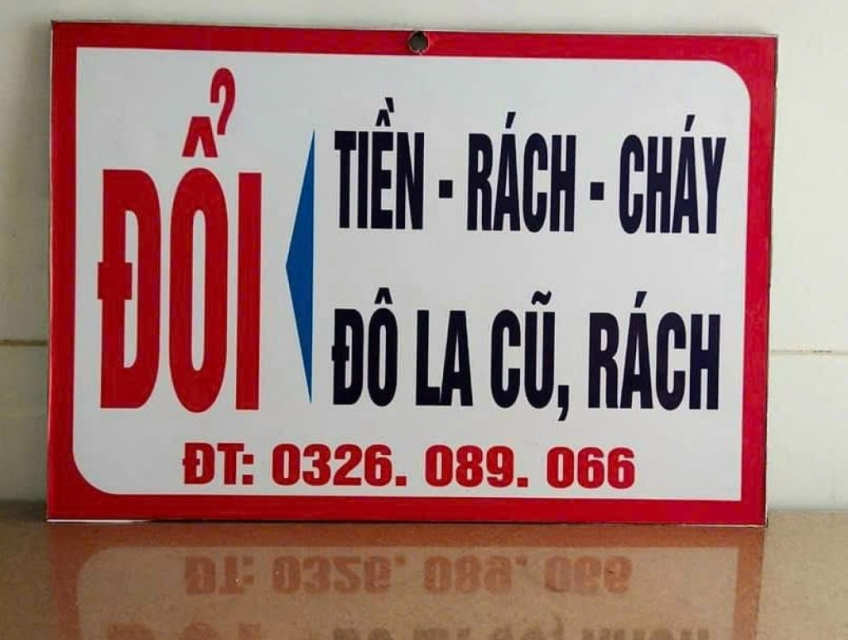 ĐỔI
TIỀN - RÁCH - CHÁY
ĐÔ LA CŨ, RÁCH
ĐT: 0326. 089. 066